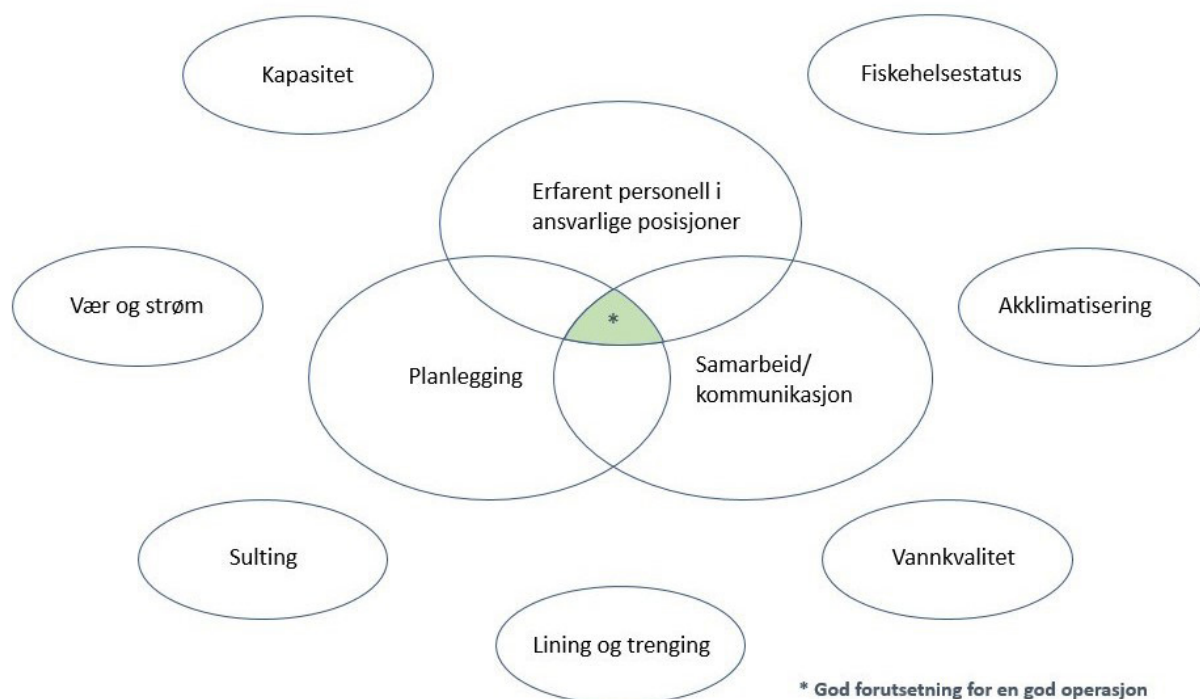 Kapasitet
Fiskehelsestatus
Erfarent personell i
ansvarlige posisjoner
Vær og strøm
Akklimatisering
*
Planlegging
Samarbeid/
kommunikasjon
Sulting
Vannkvalitet
Lining og trenging
* God forutsetning for en god operasjon